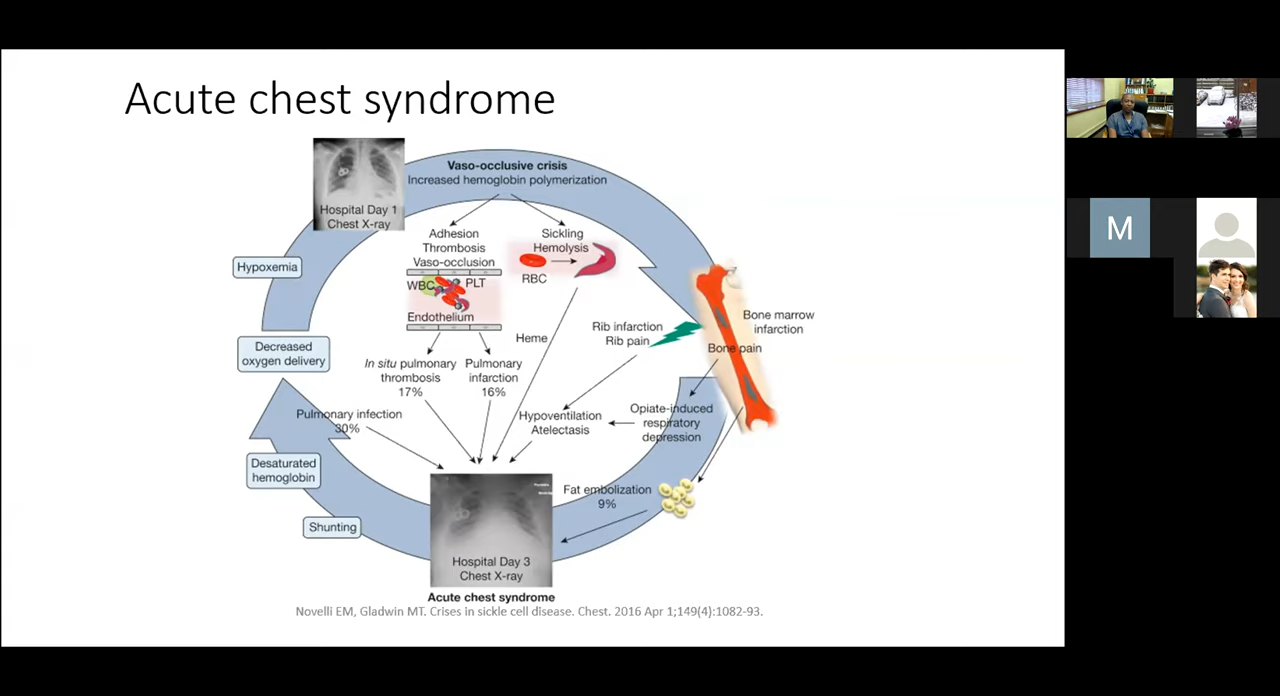 Acute chest syndrome
Vaso-occlusive crisis
Increased hemoglobin polymerization
Hospital Day 1
Chest X-ray
Adhesion
Thrombosis
Vaso-occlusion
Sickling
Hemolysis
RBC
WBC
PLT
Endothelium
Hypoxemia
Decreased
oxygen delivery
Heme
Rib infarction
Rib pain
Bone marrow
infarction
Bone pain
In situ pulmonary
thrombosis
17%
Pulmonary
infarction
16%
Pulmonary infection
30%
Hypoventilation
Atelectasis
Opiate-induced
respiratory
depression
Desaturated
hemoglobin
Shunting
Fat embolization
9%
Hospital Day 3
Chest X-ray
Acute chest syndrome
Novelli EM, Gladwin MT. Crises in sickle cell disease. Chest. 2016 Apr 1;149(4):1082-93.
M